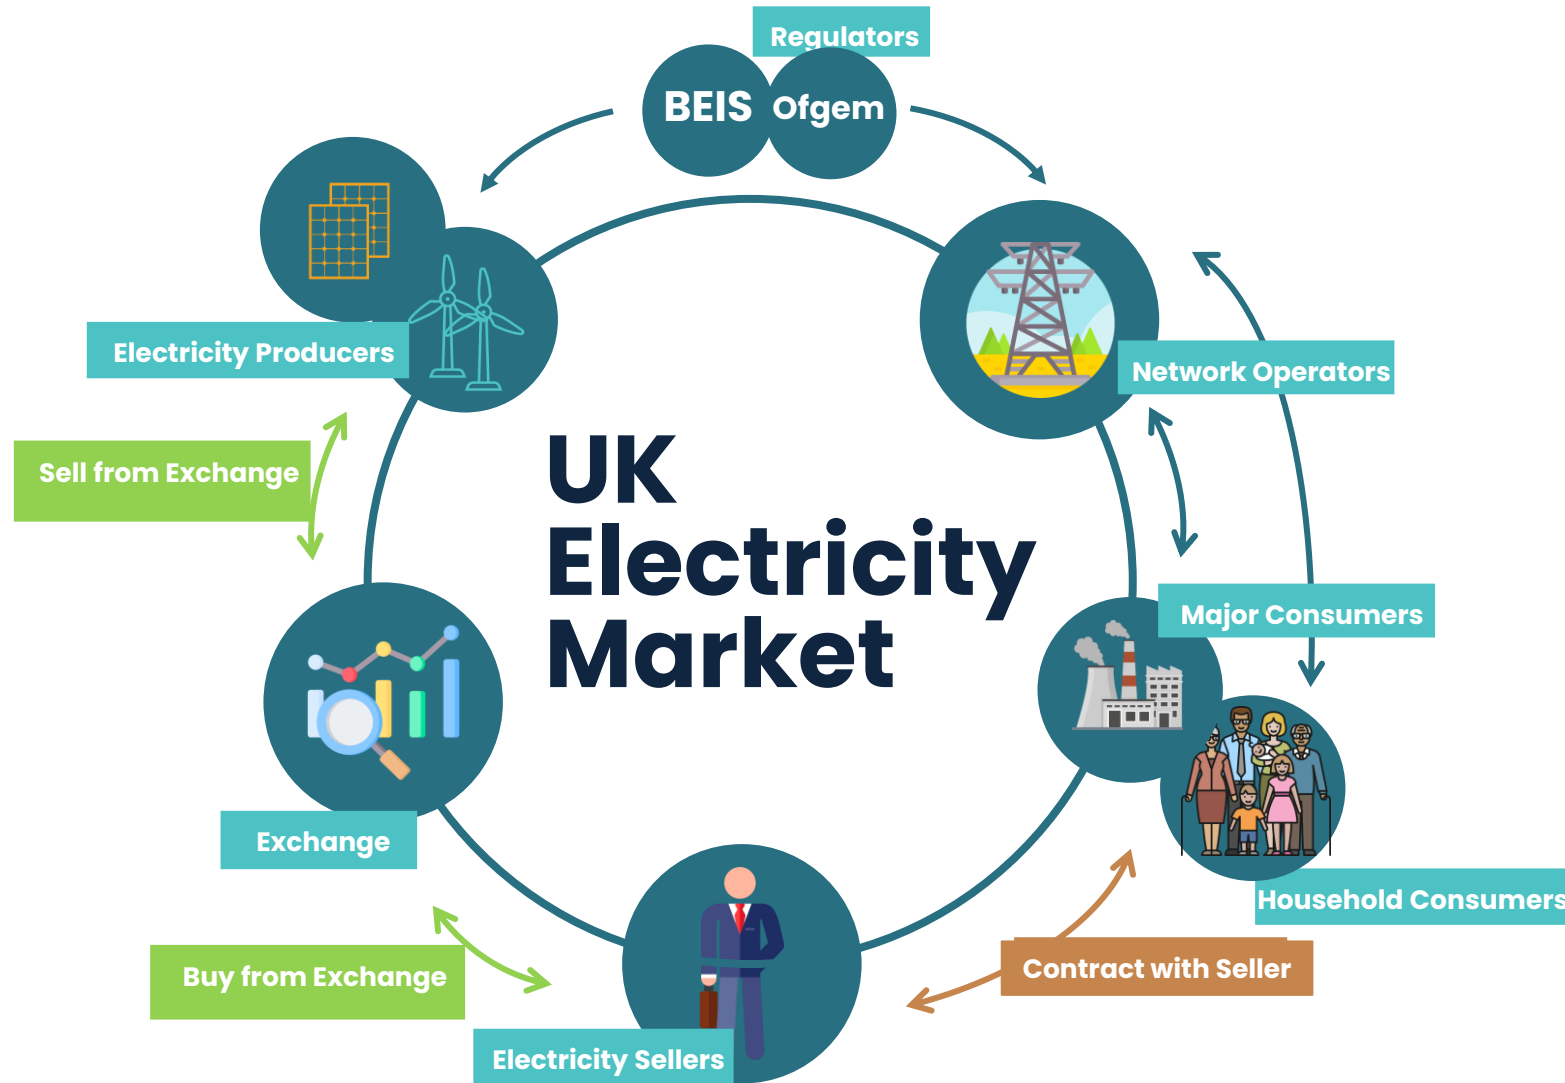 Regulators
BEIS
Ofgem
Electricity Producers
Network Operators
Sell from Exchange
UK
Electricity
Market
Major Consumers
Exchange
Household Consumers
Buy from Exchange
Contract with Seller
Electricity Sellers